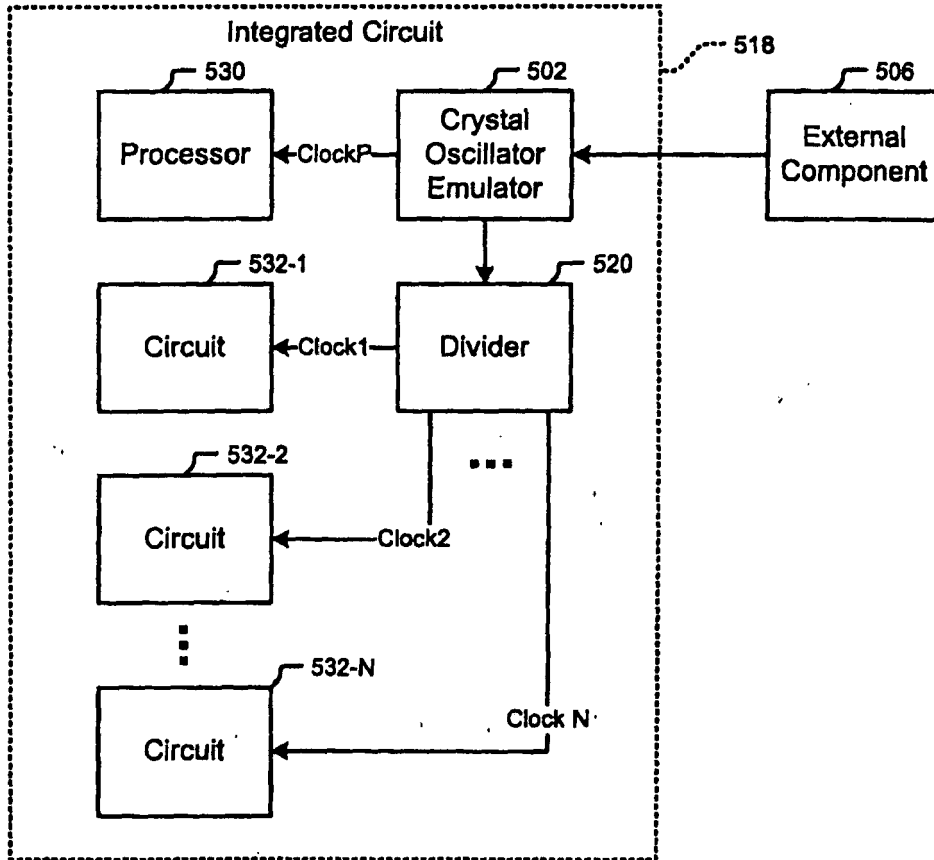 Integrated Circuit
518
530
502
506
Processor
ClockP
Crystal
Oscillator
Emulator
External
Component
532-1
520
Circuit
Clock1
Divider
532-2
Circuit
Clock2
532-N
Circuit
Clock N